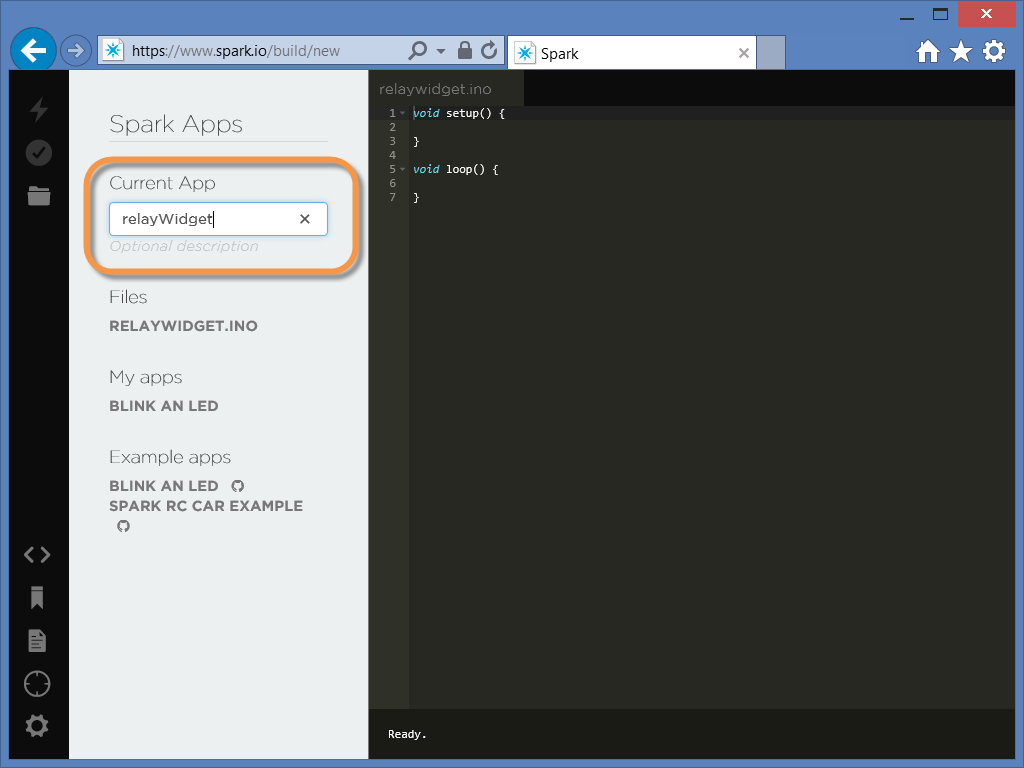 https://www.spark.io/build/new
Spark
Spark Apps
Current App
relayWidget
Optional description
Files
RELAYWIDGET.INO
My apps
BLINK AN LED
Example apps
BLINK AN LED
SPARK RC CAR EXAMPLE
relaywidget.ino
1 void setup() {
2
3 }
4
5 void loop() {
6
7 }
Ready.